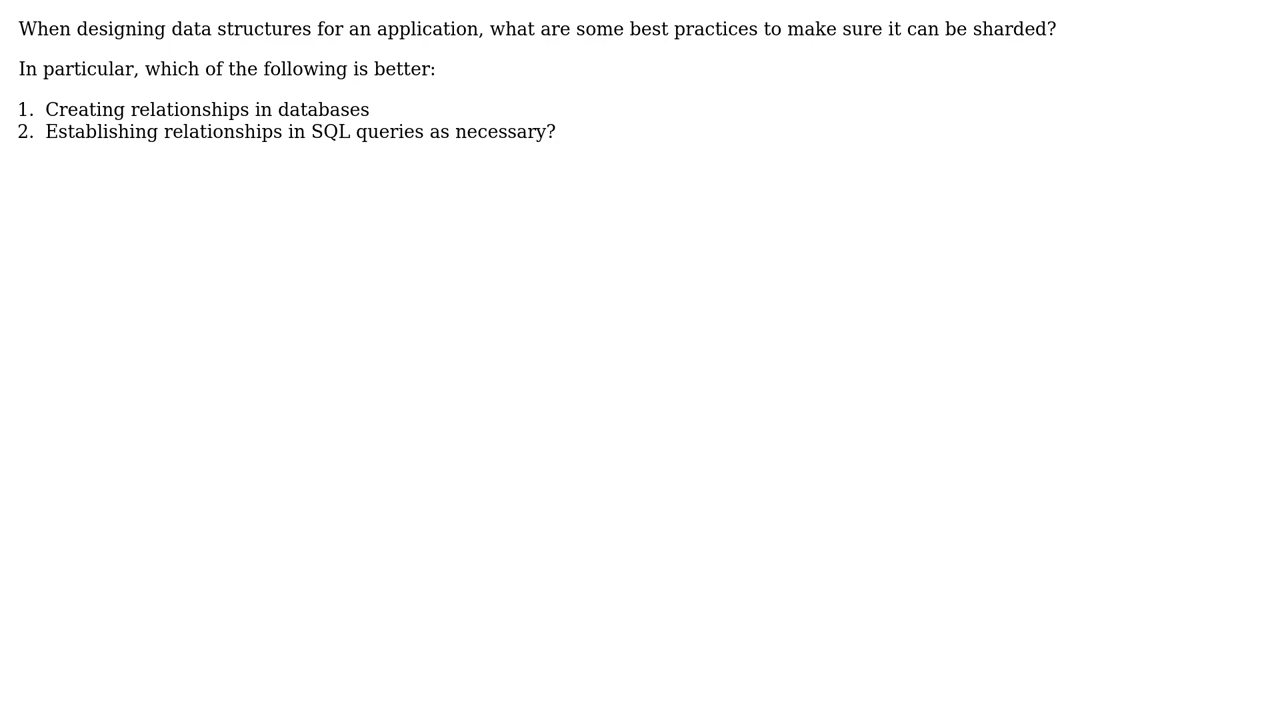 When designing data structures for an application, what are some best practices to make sure it can be sharded?
In particular, which of the following is better:
1. Creating relationships in databases
2. Establishing relationships in SQL queries as necessary?